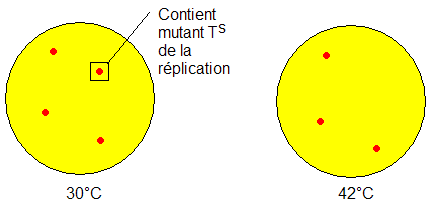 Contient
mutant Tˢ
de la
réplication
30°C
42°C